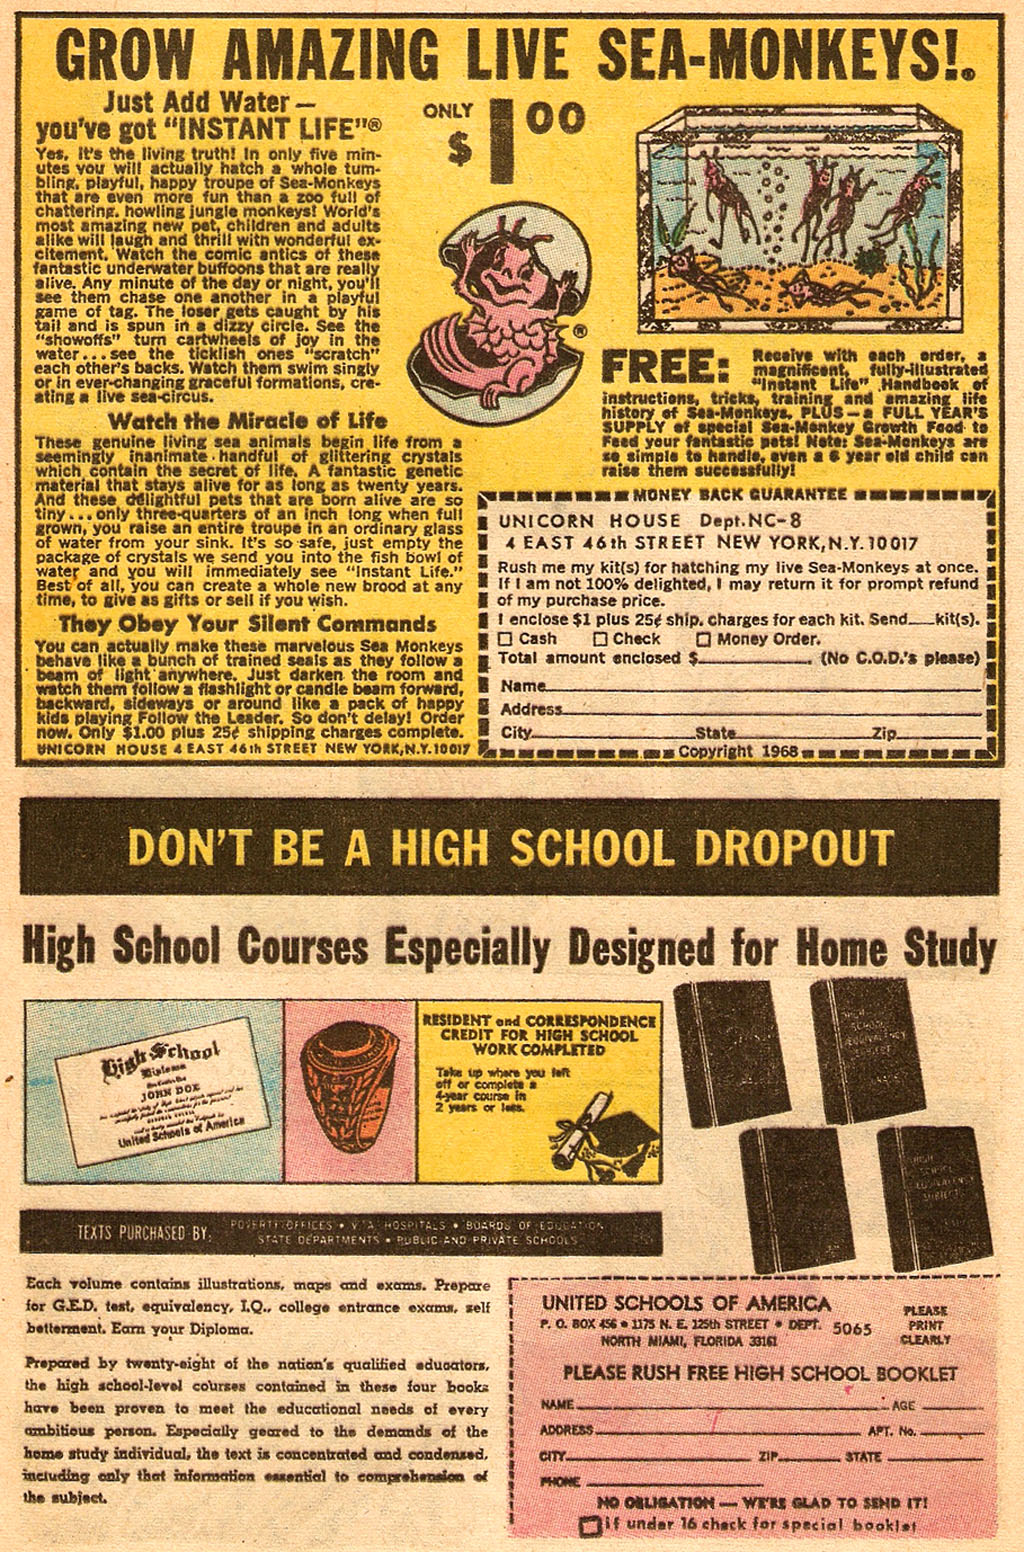 GROW AMAZING LIVE SEA-MONKEYS!®
Just Add Water—
you've got "INSTANT LIFE"®
Yes, it's the living truth! In only five min-
utes you will actually hatch a whole tum-
bling, playful, happy troupe of Sea-Monkeys
that are even more fun than a zoo full of
chattering, howling jungle monkeys! World's
most amazing new pet, children and adults
alike will laugh and thrill with wonderful ex-
citement. Watch the comic antics of these
fantastic underwater buffoons that are really
alive. Any minute of the day or night, you'll
see them chase one another in a playful
game of tag. The loser gets caught by his
tail and is spun in a dizzy circle. See the
"showoffs" turn cartwheels of joy in the
water...see the ticklish ones "scratch"
each other's backs. Watch them swim singly
or in ever-changing graceful formations, cre-
ating a live sea-circus.
Watch the Miracle of Life
These genuine living sea animals begin life from a
seemingly inanimate handful of glittering crystals
which contain the secret of life. A fantastic genetic
material that stays alive for as long as twenty years.
And these delightful pets that are born alive are so
tiny...only three-quarters of an inch long when full
grown, you raise an entire troupe in an ordinary glass
of water from your sink. It's so safe, just empty the
package of crystals we send you into the fish bowl of
water and you will immediately see "Instant Life."
Best of all, you can create a whole new brood at any
time, to give as gifts or sell if you wish.
They Obey Your Silent Commands
You can actually make these marvelous Sea Monkeys
behave like a bunch of trained seals as they follow a
beam of light anywhere. Just darken the room and
watch them follow a flashlight or candle beam forward,
backward, sideways or around like a pack of happy
kids playing Follow the Leader. So don't delay! Order
now. Only $1.00 plus 25¢ shipping charges complete.
UNICORN HOUSE 4 EAST 46th STREET NEW YORK, N.Y. 10017
ONLY
$1.00
®
FREE: Receive with each order, a
magnificent, fully-illustrated
"Instant Life" Handbook of
instructions, tricks, training and amazing life
history of Sea-Monkeys. PLUS—a FULL YEAR'S
SUPPLY of special Sea-Monkey Growth Food to
Feed your fantastic pets! Note: Sea-Monkeys are
so simple to handle, even a 6 year old child can
raise them successfully!
MONEY BACK GUARANTEE
UNICORN HOUSE Dept. NC-8
4 EAST 46th STREET NEW YORK, N.Y. 10017
Rush me my kit(s) for hatching my live Sea-Monkeys at once.
If I am not 100% delighted, I may return it for prompt refund
of my purchase price.
I enclose $1 plus 25¢ ship. charges for each kit. Send___kit(s).
☐ Cash ☐ Check ☐ Money Order.
Total amount enclosed $________. (No C.O.D.'s please)
Name
Address
City State Zip
Copyright 1968
DON'T BE A HIGH SCHOOL DROPOUT
High School Courses Especially Designed for Home Study
High School
Diploma
JOHN DOE
United Schools of America
RESIDENT and CORRESPONDENCE
CREDIT FOR HIGH SCHOOL
WORK COMPLETED
Take up where you left
off or complete a
4-year course in
2 years or less.
HIGH
SCHOOL
EQUIVALENCY
SUBJECTS
TEXTS PURCHASED BY: POVERTY OFFICES • V.A. HOSPITALS • BOARDS OF EDUCATION
STATE DEPARTMENTS • PUBLIC AND PRIVATE SCHOOLS
Each volume contains illustrations, maps and exams. Prepare
for G.E.D. test, equivalency, I.Q., college entrance exams, self
betterment. Earn your Diploma.
Prepared by twenty-eight of the nation's qualified educators,
the high school-level courses contained in these four books
have been proven to meet the educational needs of every
ambitious person. Especially geared to the demands of the
home study individual, the text is concentrated and condensed,
including only that information essential to comprehension of
the subject.
UNITED SCHOOLS OF AMERICA
P. O. BOX 456 • 1175 N. E. 125th STREET • DEPT. 5065
NORTH MIAMI, FLORIDA 33161
PLEASE
PRINT
CLEARLY
PLEASE RUSH FREE HIGH SCHOOL BOOKLET
NAME AGE
ADDRESS APT. No.
CITY ZIP STATE
PHONE
NO OBLIGATION — WE'RE GLAD TO SEND IT!
☐ if under 16 check for special booklet